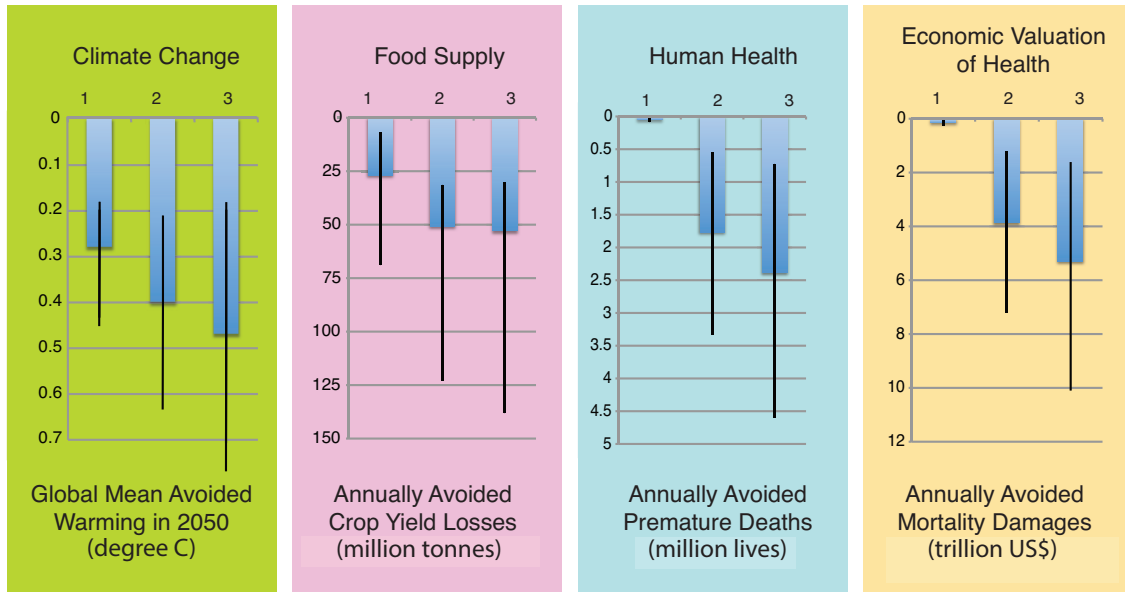 Climate Change
1 2 3
0
0.1
0.2
0.3
0.4
0.5
0.6
0.7
Global Mean Avoided
Warming in 2050
(degree C)
Food Supply
1 2 3
0
25
50
75
100
125
150
Annually Avoided
Crop Yield Losses
(million tonnes)
Human Health
1 2 3
0
0.5
1
1.5
2
2.5
3
3.5
4
4.5
5
Annually Avoided
Premature Deaths
(million lives)
Economic Valuation
of Health
1 2 3
0
2
4
6
8
10
12
Annually Avoided
Mortality Damages
(trillion US$)